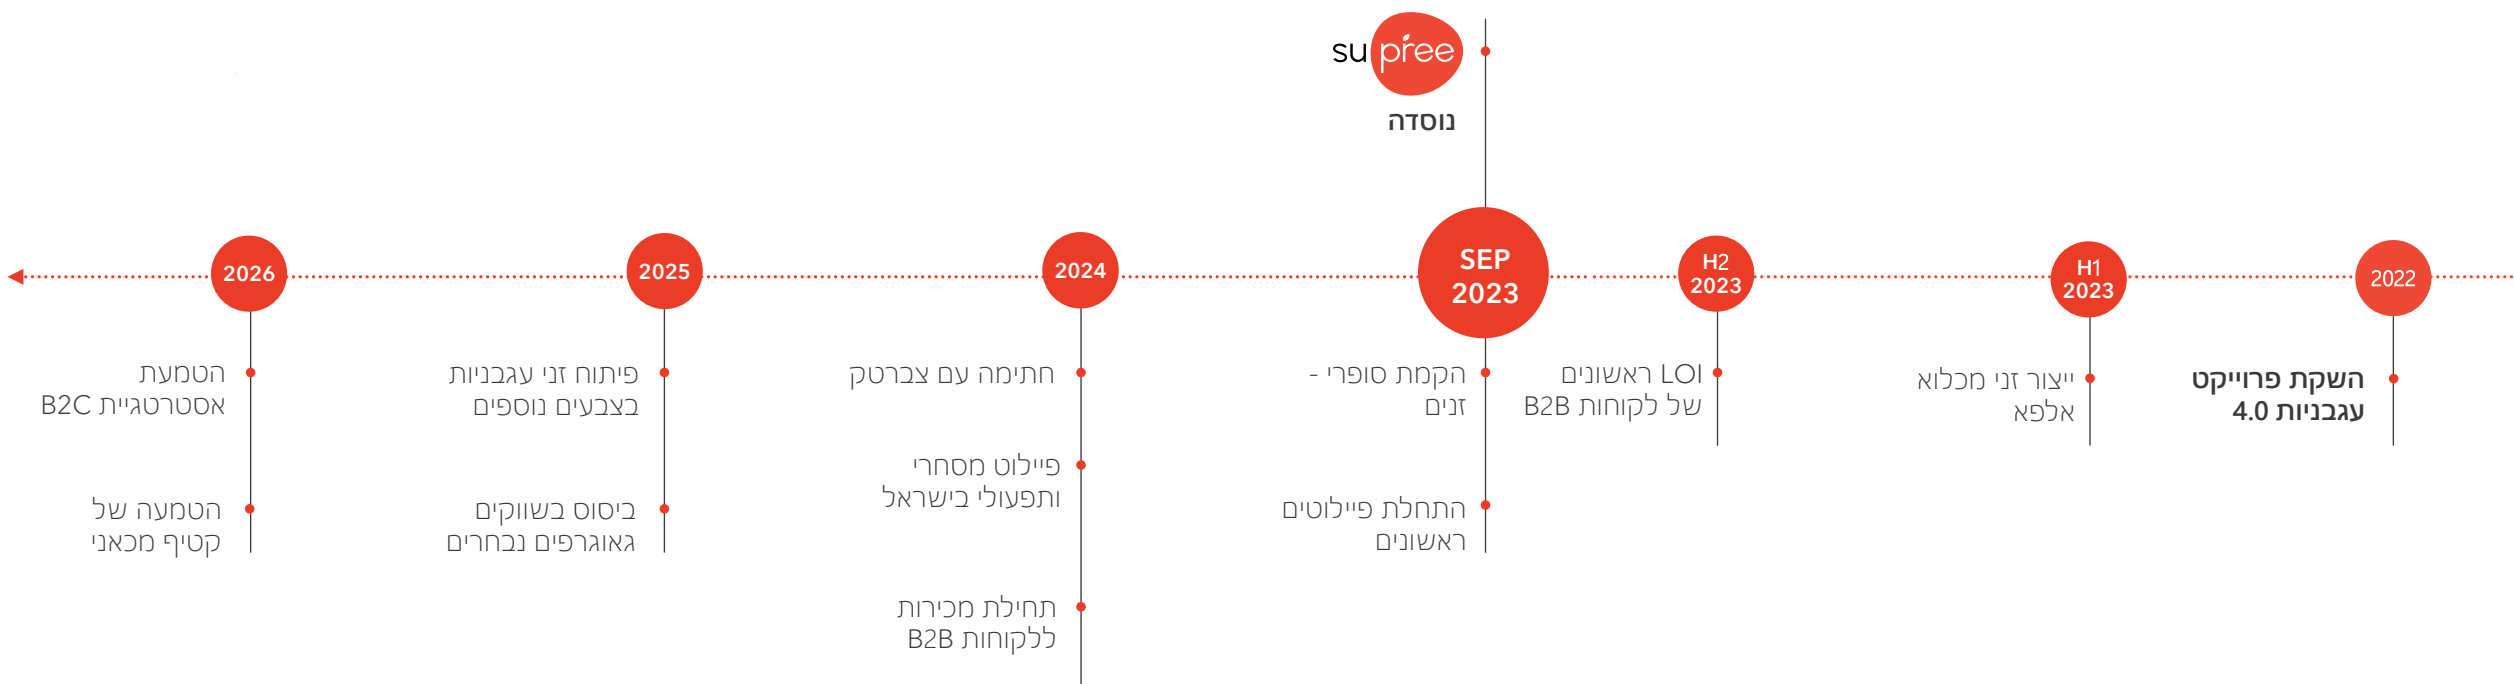 supree
נוסדה
2022
השקת פרוייקט
עגבניות 4.0
H1
2023
ייצור זני מכלוא
אלפא
H2
2023
LOI ראשונים
של לקוחות B2B
SEP
2023
הקמת סופרי -
זנים
התחלת פיילוטים
ראשונים
2024
חתימה עם צברטק
פיילוט מסחרי
ותפעולי בישראל
תחילת מכירות
ללקוחות B2B
2025
פיתוח זני עגבניות
בצבעים נוספים
ביסוס בשווקים
גאוגרפים נבחרים
2026
הטמעת
אסטרטגיית B2C
הטמעה של
קטיף מכאני